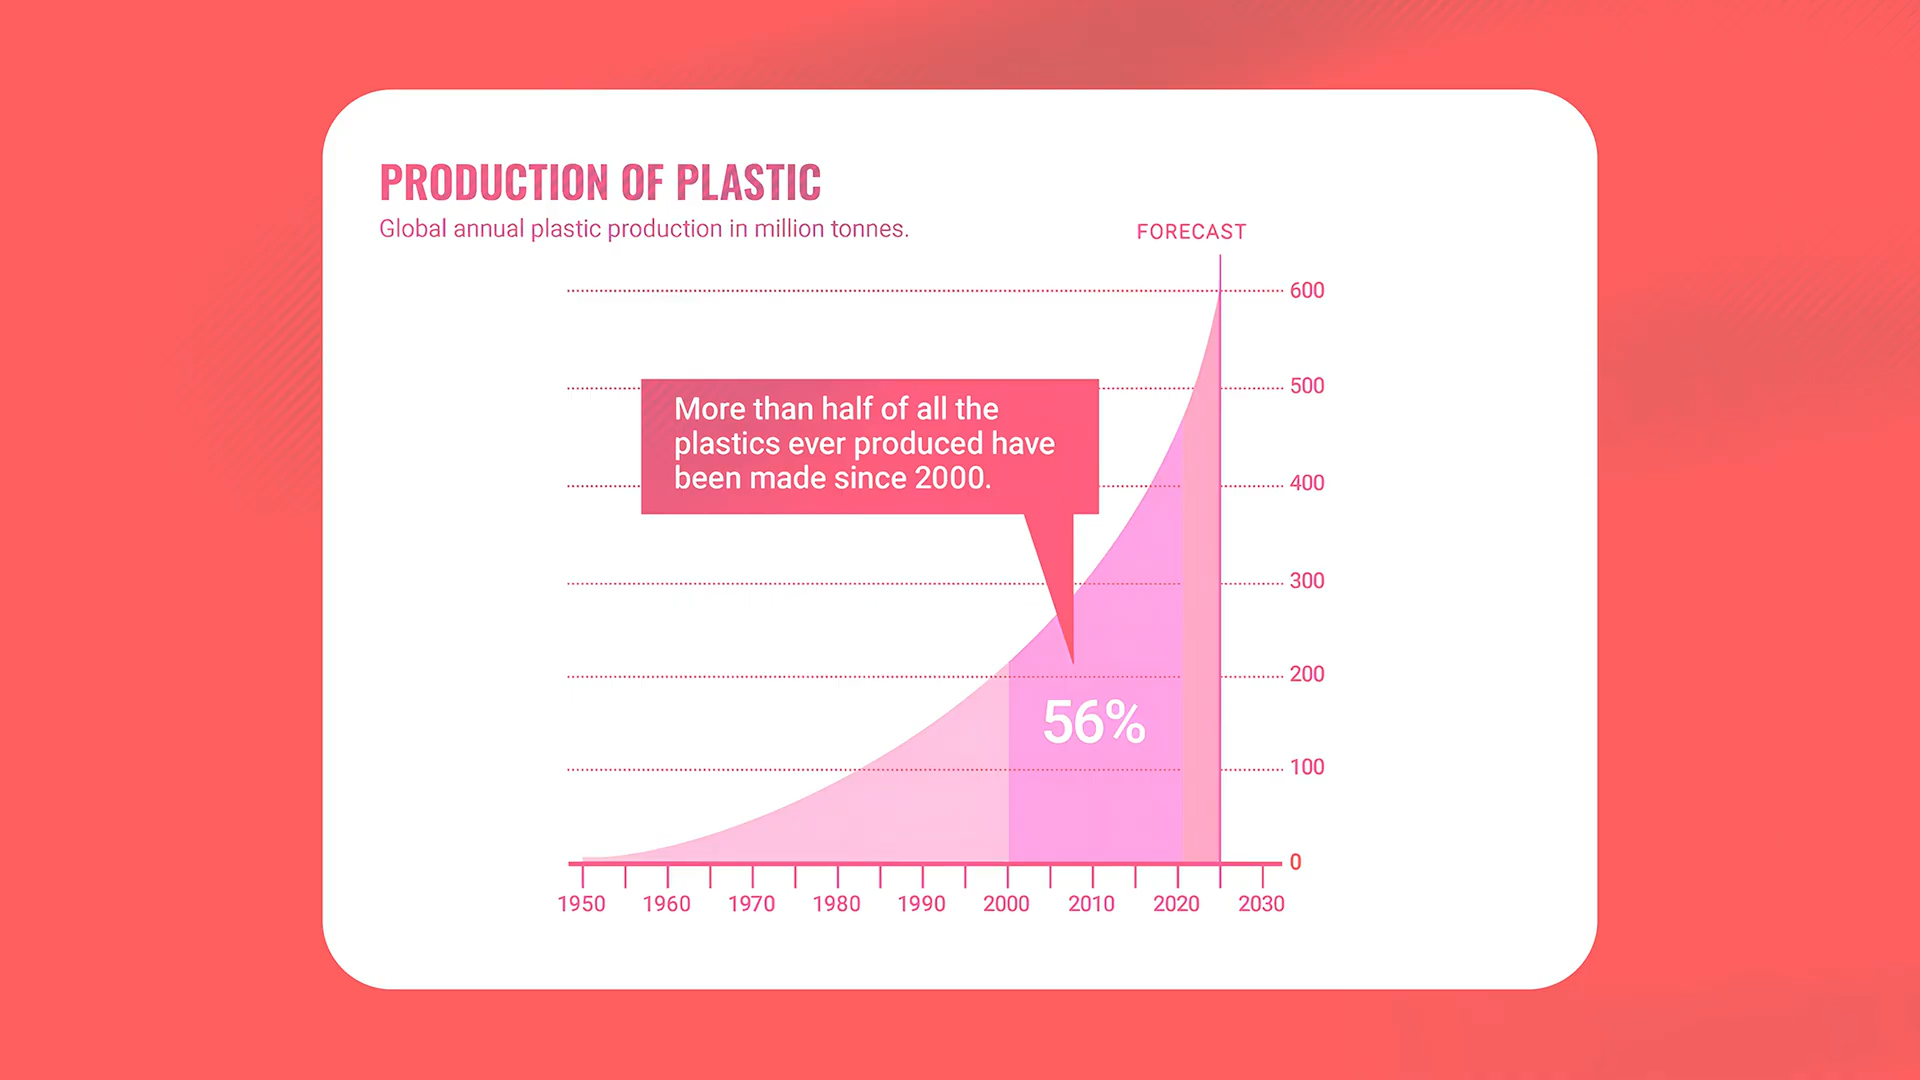 PRODUCTION OF PLASTIC
Global annual plastic production in million tonnes.
FORECAST
600
500
More than half of all the
plastics ever produced have
been made since 2000.
400
300
200
56%
100
0
1950 1960 1970 1980 1990 2000 2010 2020 2030